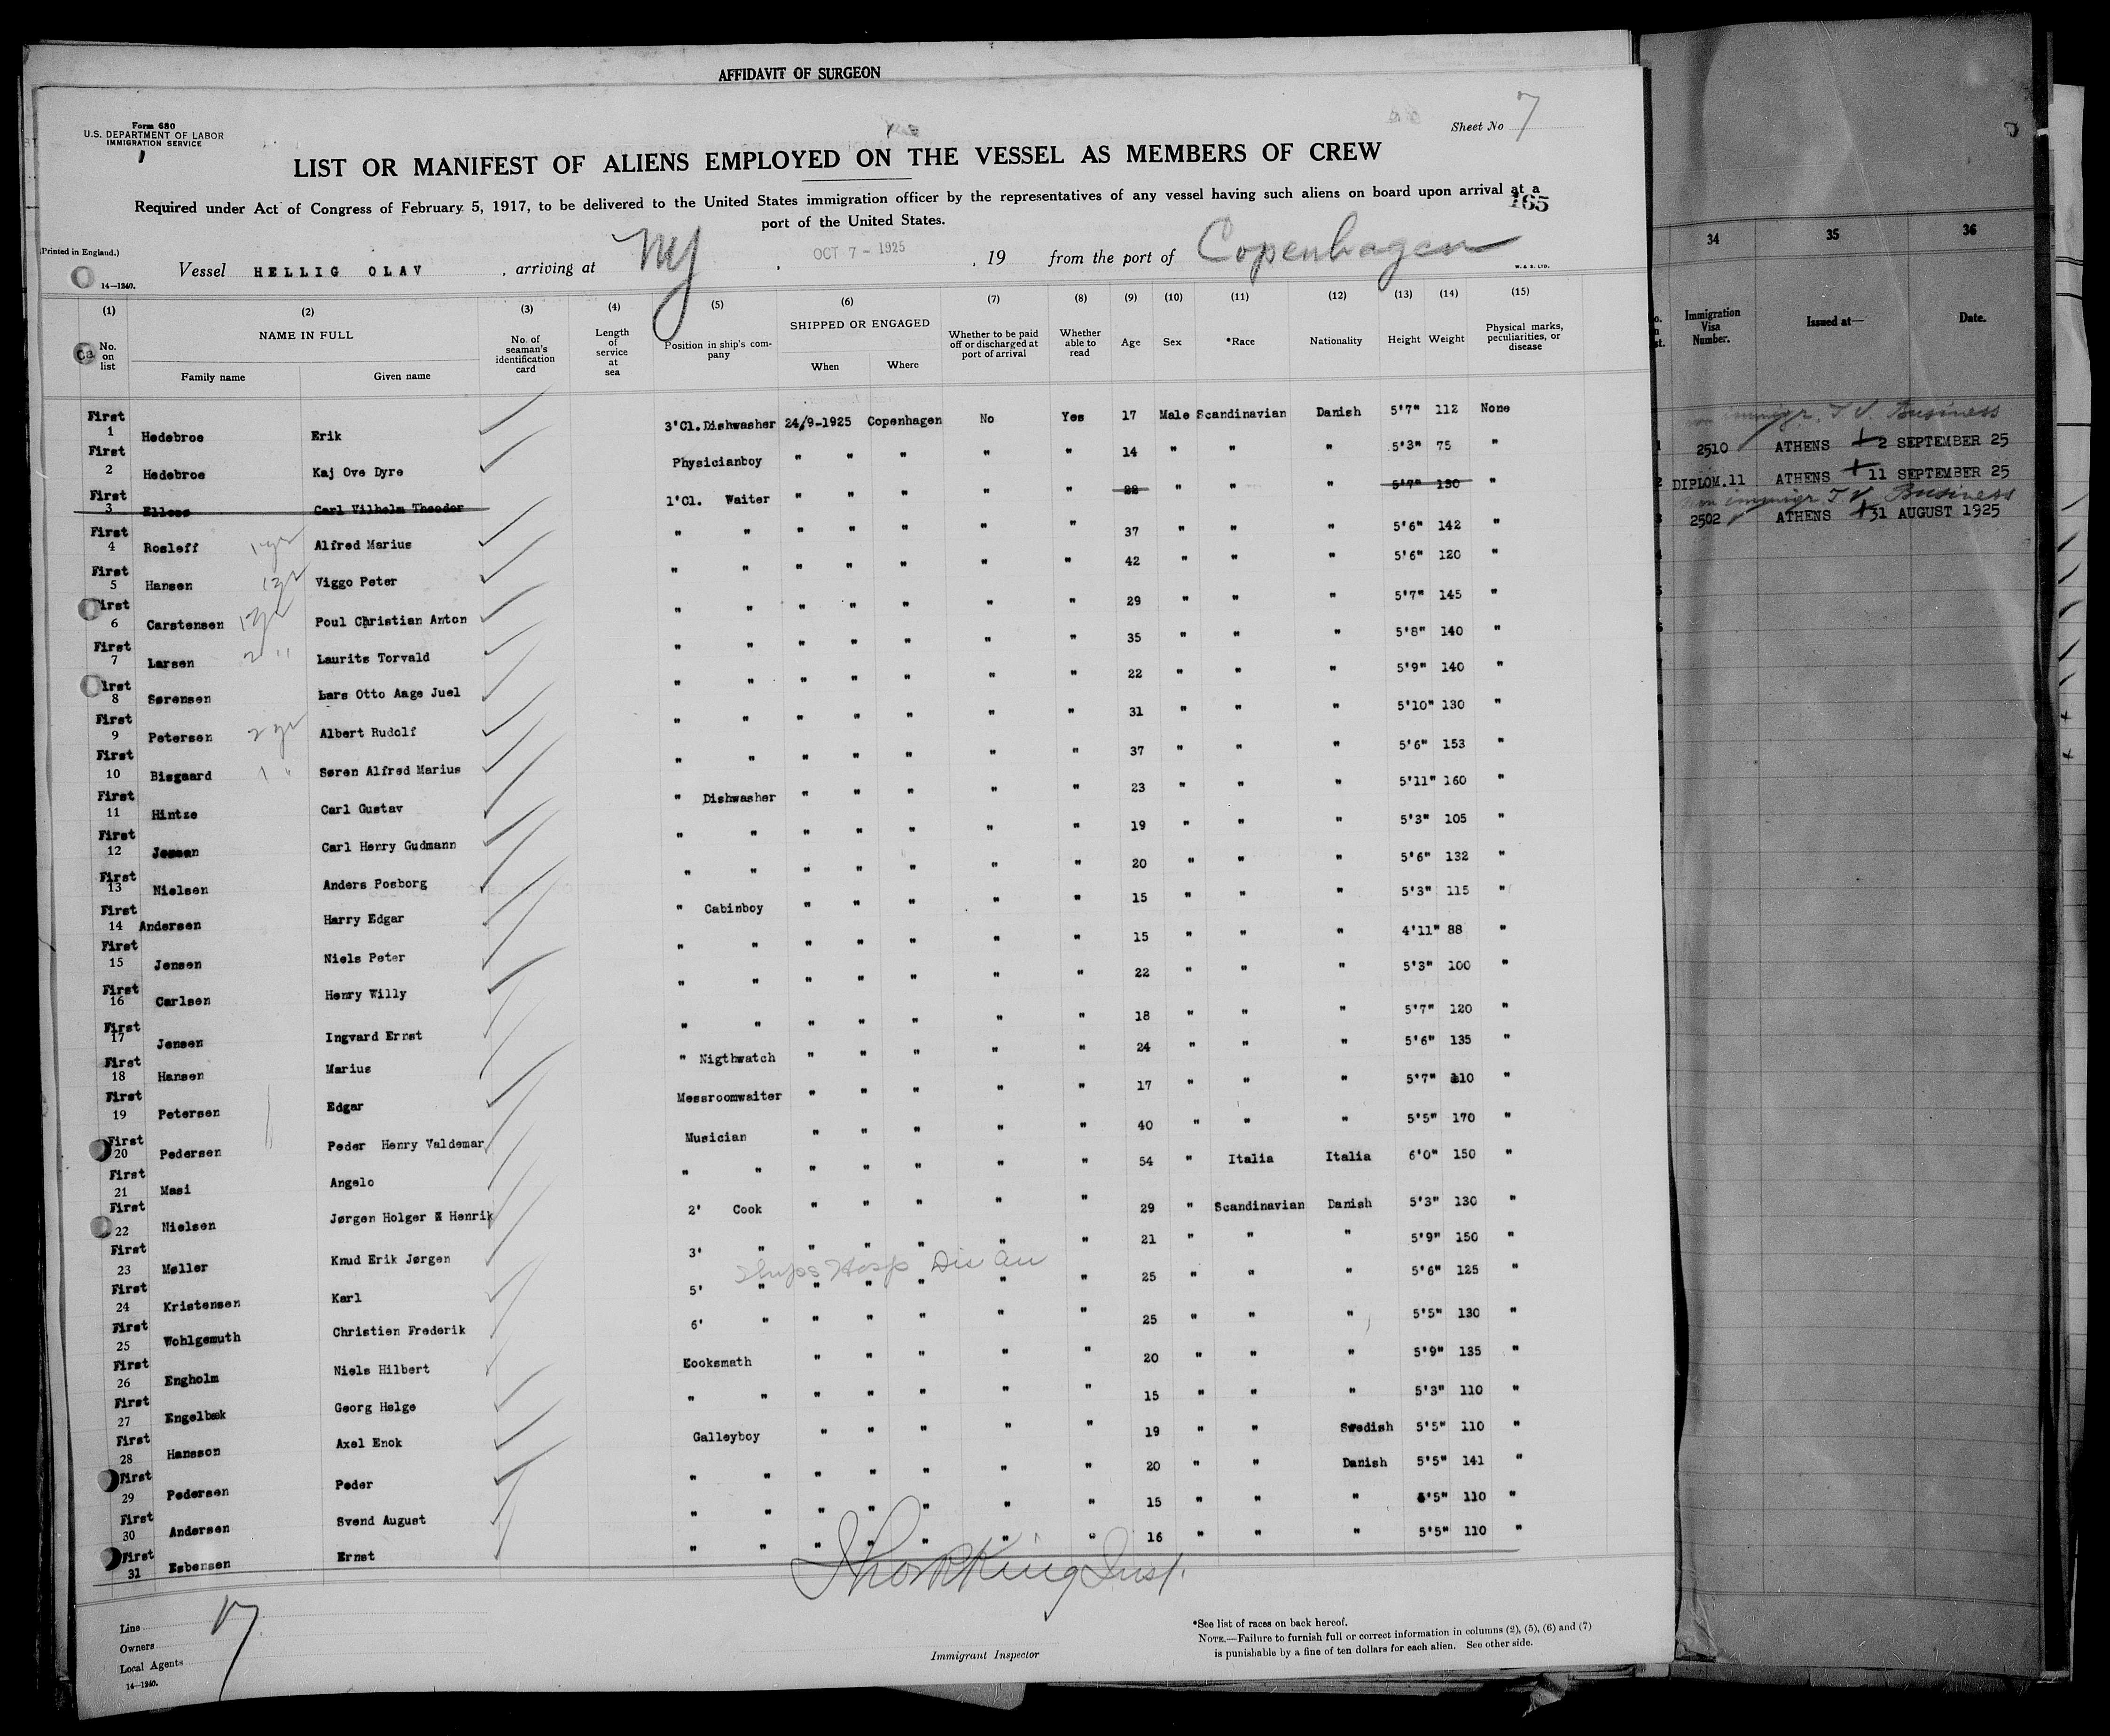 AFFIDAVIT OF SURGEON
Form 680
U.S. DEPARTMENT OF LABOR
IMMIGRATION SERVICE
Sheet No 7
LIST OR MANIFEST OF ALIENS EMPLOYED ON THE VESSEL AS MEMBERS OF CREW
Required under Act of Congress of February 5, 1917, to be delivered to the United States immigration officer by the representatives of any vessel having such aliens on board upon arrival at a
port of the United States.
165
Printed in England.)
14—1240.
Vessel HELLIG OLAV , arriving at NY , OCT 7 - 1925 , 19 from the port of Copenhagen
W. & S. LTD.
(1) (2) (3) (4) (5) (6) (7) (8) (9) (10) (11) (12) (13) (14) (15)
No. on list NAME IN FULL Family name Given name No. of seaman's identification card Length of service at sea Position in ship's company SHIPPED OR ENGAGED When Where Whether to be paid off or discharged at port of arrival Whether able to read Age Sex *Race Nationality Height Weight Physical marks, peculiarities, or disease
First 1 Hedebroe Erik 3'Cl. Dishwasher 24/9-1925 Copenhagen No Yes 17 Male Scandinavian Danish 5'7" 112 None
First 2 Hedebroe Kaj Ove Dyre Physicianboy " " " " " 14 " " " 5'3" 75 "
First 3 Carl Vilhelm Theodor 1'Cl. Waiter " " " " " 22 " " " 5'7" 130 "
First 4 Rosleff 1 yr Alfred Marius " " " " " " " 37 " " " 5'6" 142 "
First 5 Hansen 1 yr Viggo Peter " " " " " " " 42 " " " 5'6" 120 "
First 6 Carstensen Poul Christian Anton " " " " " " " 29 " " " 5'7" 145 "
First 7 Larsen 2 " Laurits Torvald " " " " " " " 35 " " " 5'8" 140 "
First 8 Sørensen Lars Otto Aage Juel " " " " " " " 22 " " " 5'9" 140 "
First 9 Petersen 2 yr Albert Rudolf " " " " " " " 31 " " " 5'10" 130 "
First 10 Bisgaard 1 " Søren Alfred Marius " " " " " " " 37 " " " 5'6" 153 "
First 11 Hintze Carl Gustav " Dishwasher " " " " " 23 " " " 5'11" 160 "
First 12 Jensen Carl Henry Gudmann " " " " " " " 19 " " " 5'3" 105 "
First 13 Nielsen Anders Posborg " " " " " " " 20 " " " 5'6" 132 "
First 14 Andersen Harry Edgar " Cabinboy " " " " " 15 " " " 5'3" 115 "
First 15 Jensen Niels Peter " " " " " " " 15 " " " 4'11" 88 "
First 16 Carlsen Henry Willy " " " " " " " 22 " " " 5'3" 100 "
First 17 Jensen Ingvard Ernst " " " " " " " 18 " " " 5'7" 120 "
First 18 Hansen Marius " Nigthwatch " " " " " 24 " " " 5'6" 135 "
First 19 Petersen Edgar Messroomwaiter " " " " " 17 " " " 5'7" 110 "
First 20 Pedersen Peder Henry Valdemar Musician " " " " " 40 " " " 5'5" 170 "
First 21 Masi Angelo " " " " " " " 54 " Italia Italia 6'0" 150 "
First 22 Nielsen Jørgen Holger Henrik 2' Cook " " " " " 29 " Scandinavian Danish 5'3" 130 "
First 23 Møller Knud Erik Jørgen 3' " " " " " " 21 " " " 5'9" 150 "
Ships Hosp
First 24 Kristensen Karl 5' " " " " " " 25 " " " 5'6" 125 "
First 25 Wohlgemuth Christien Frederik 6' " " " " " " 25 " " " 5'5" 130 "
First 26 Engholm Niels Hilbert Kooksmath " " " " " 20 " " " 5'9" 135 "
First 27 Engelbæk Georg Helge " " " " " " " 15 " " " 5'3" 110 "
First 28 Hansson Axel Enok Galleyboy " " " " " 19 " " Swedish 5'5" 110 "
First 29 Pedersen Peder " " " " " " " 20 " " Danish 5'5" 141 "
First 30 Andersen Svend August " " " " " " " 15 " " " 5'5" 110 "
First 31 Esbensen Ernst " " " " " " " 16 " " " 5'5" 110 "
Line
Owners
Local Agents
14—1240.
Immigrant Inspector
*See list of races on back hereof.
NOTE.—Failure to furnish full or correct information in columns (2), (5), (6) and (7)
is punishable by a fine of ten dollars for each alien. See other side.
34 35 36
Immigration Visa Number. Issued at— Date.
non immigr. T.V. Business
1 2510 ATHENS 2 SEPTEMBER 25
2 DIPLOM.11 ATHENS 11 SEPTEMBER 25
non immigr. T.V. Business
3 2502 ATHENS 31 AUGUST 1925